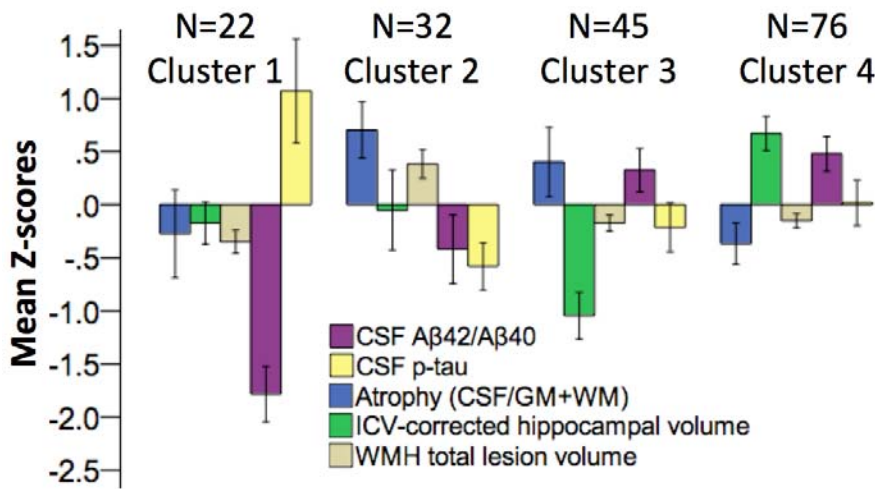 N=22 N=32 N=45 N=76
Cluster 1 Cluster 2 Cluster 3 Cluster 4
Mean Z-scores
1.5
1.0
.5
.0
-.5
-1.0
-1.5
-2.0
-2.5
CSF Aβ42/Aβ40
CSF p-tau
Atrophy (CSF/GM+WM)
ICV-corrected hippocampal volume
WMH total lesion volume